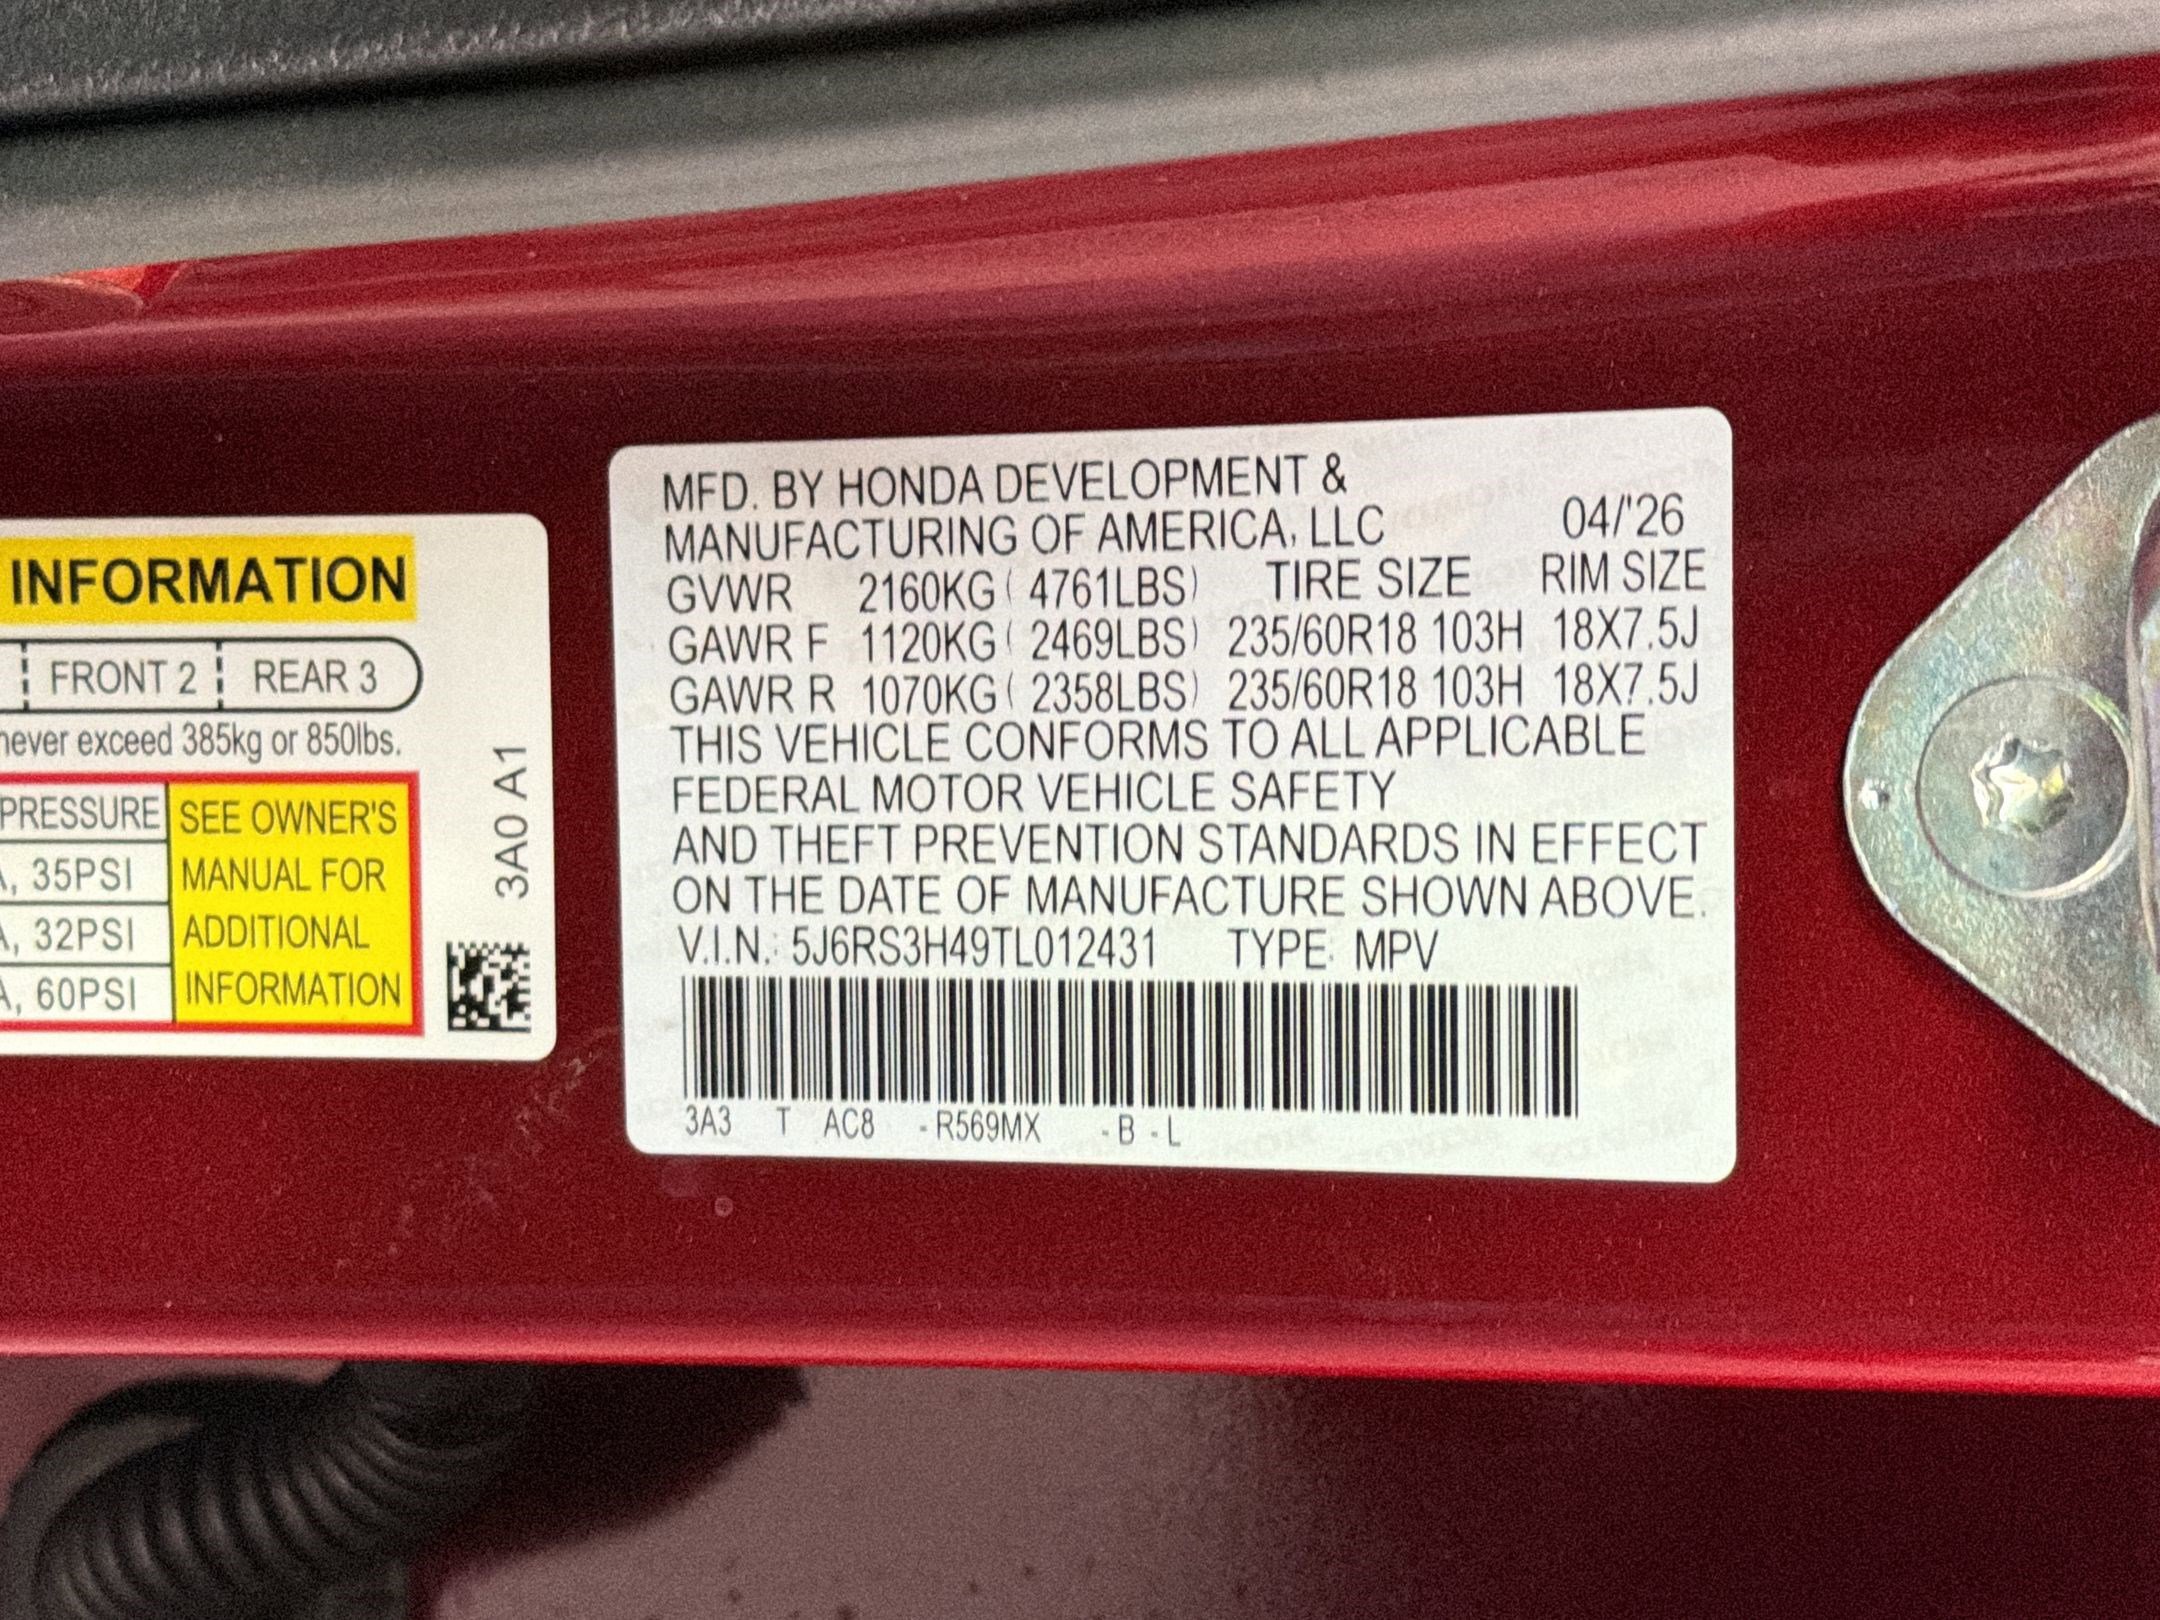 INFORMATION
FRONT 2 REAR 3
never exceed 385kg or 850lbs.
PRESSURE
, 35PSI
, 32PSI
, 60PSI
SEE OWNER'S
MANUAL FOR
ADDITIONAL
INFORMATION
3A0 A1
MFD. BY HONDA DEVELOPMENT &
MANUFACTURING OF AMERICA, LLC 04/'26
GVWR 2160KG ( 4761LBS) TIRE SIZE RIM SIZE
GAWR F 1120KG ( 2469LBS) 235/60R18 103H 18X7.5J
GAWR R 1070KG ( 2358LBS) 235/60R18 103H 18X7.5J
THIS VEHICLE CONFORMS TO ALL APPLICABLE
FEDERAL MOTOR VEHICLE SAFETY
AND THEFT PREVENTION STANDARDS IN EFFECT
ON THE DATE OF MANUFACTURE SHOWN ABOVE.
V.I.N.: 5J6RS3H49TL012431 TYPE: MPV
3A3 T AC8 - R569MX - B - L